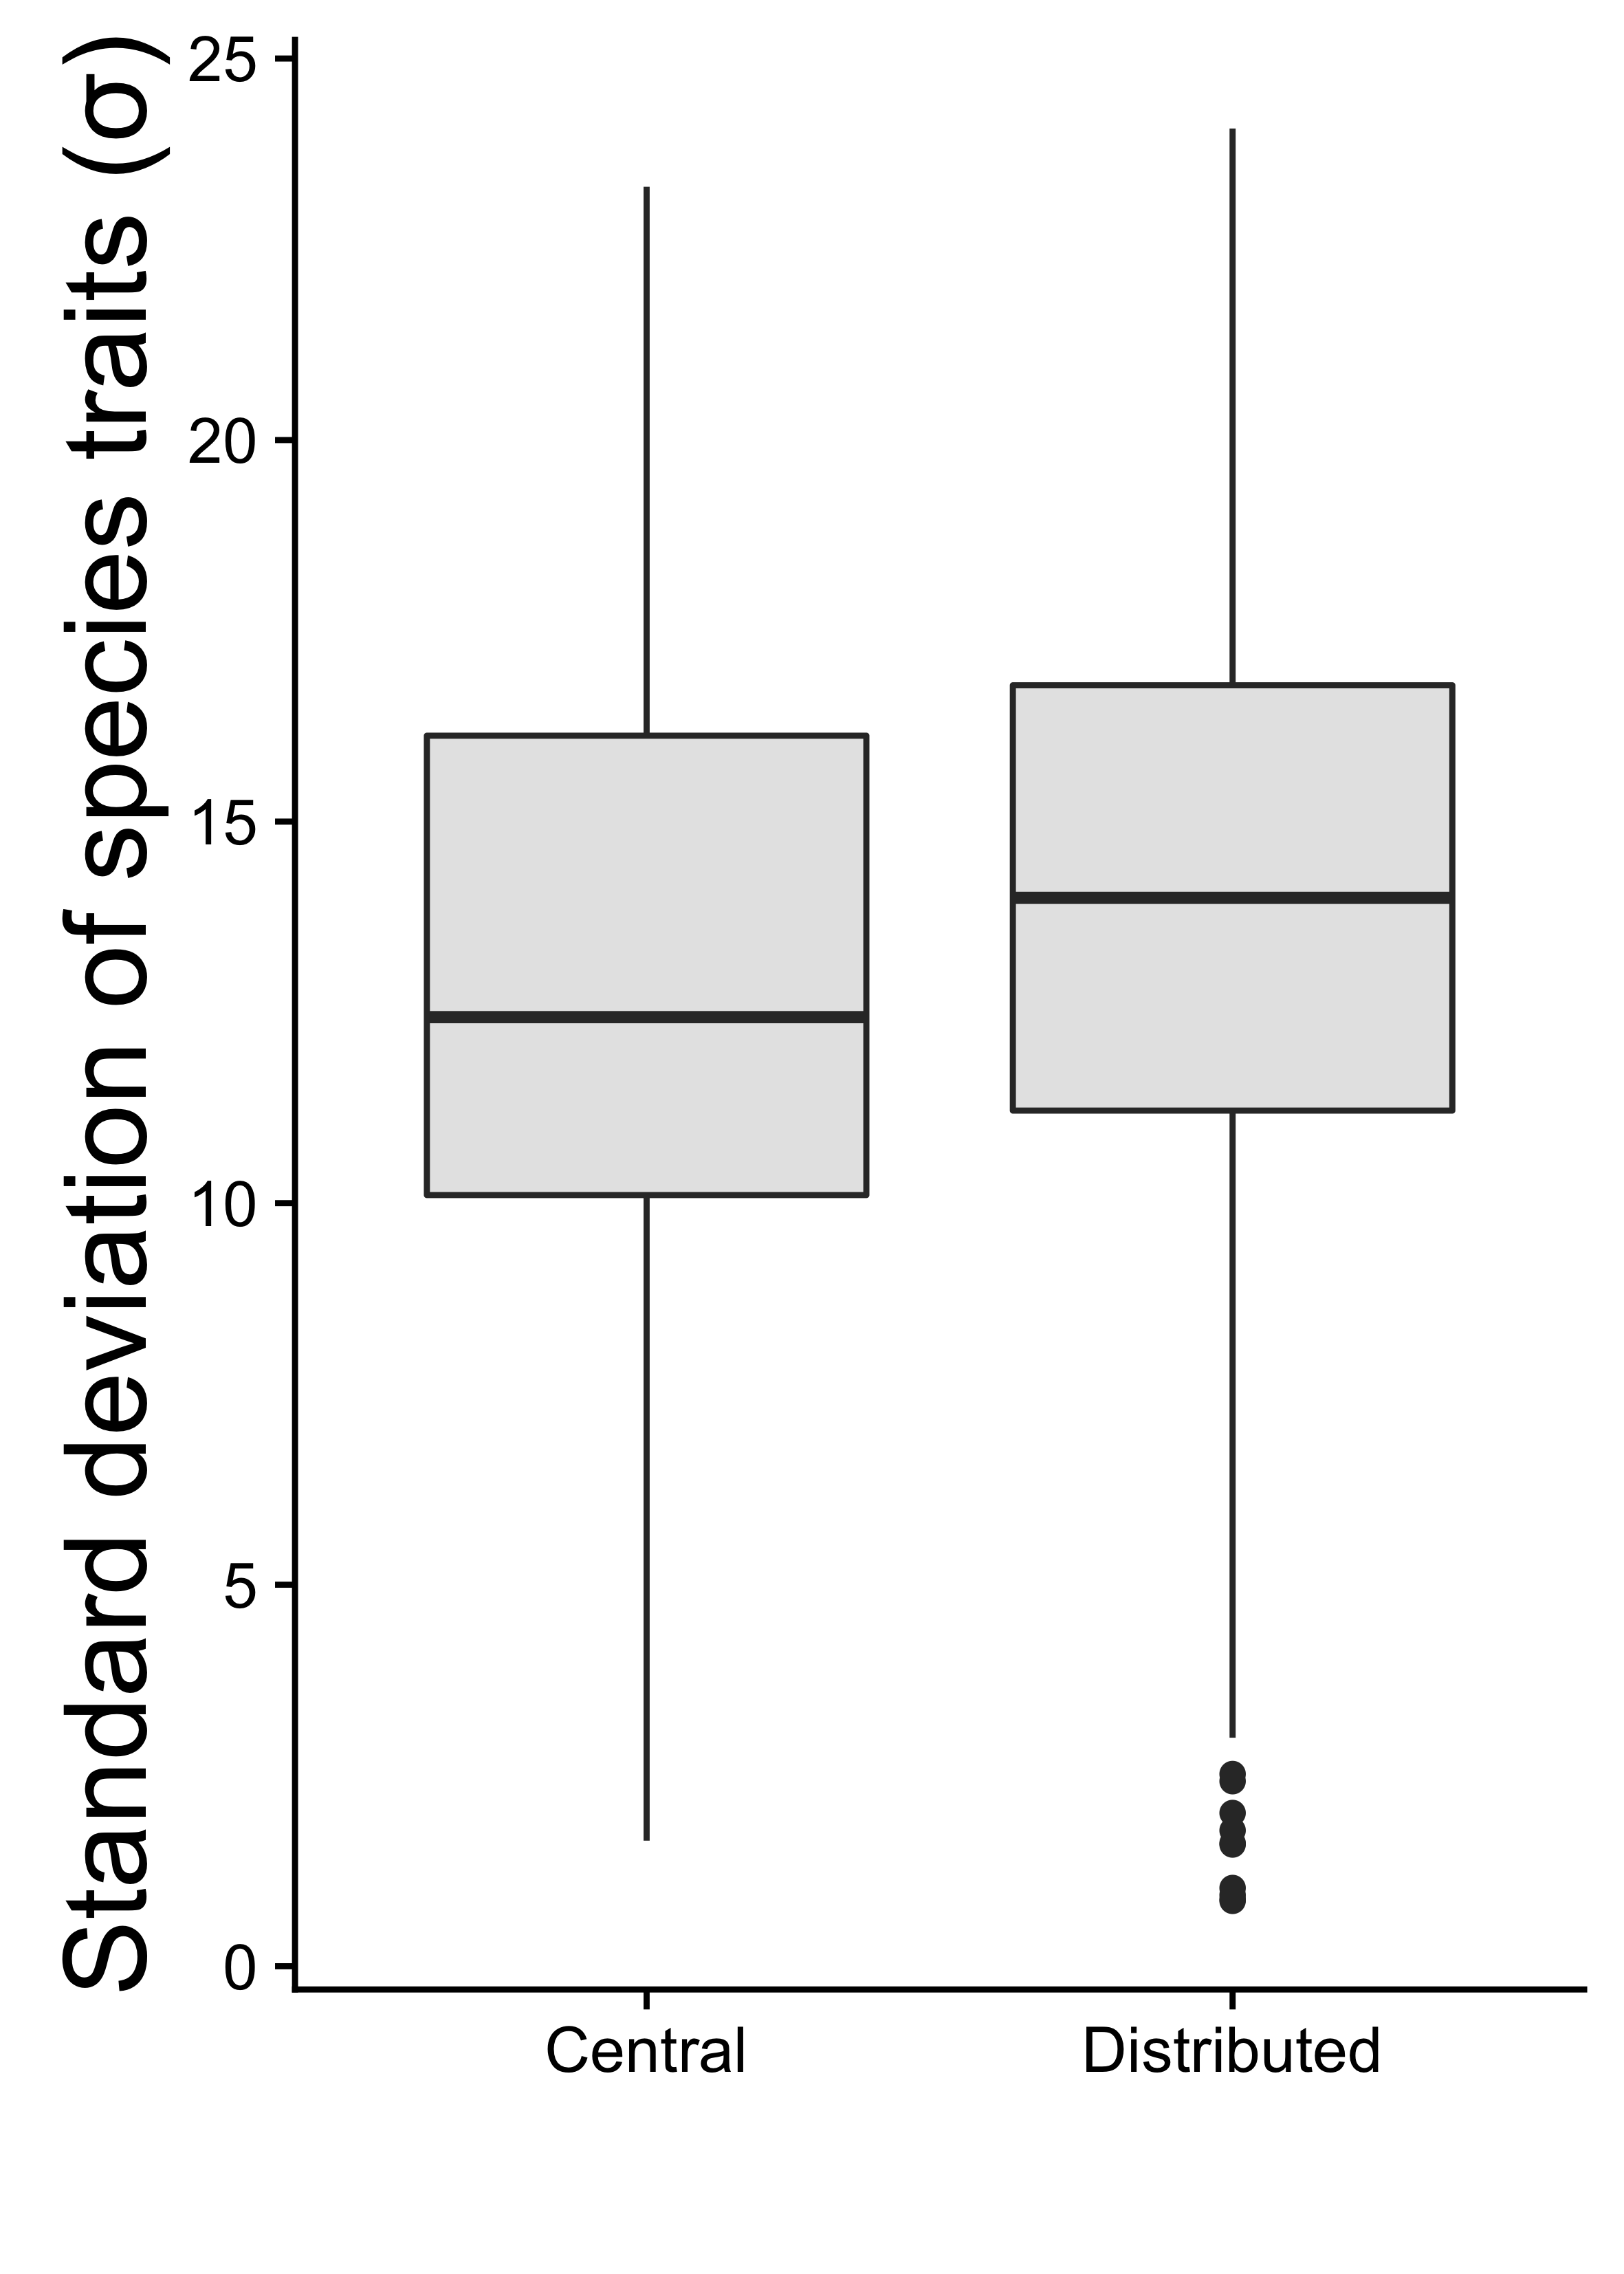 Standard deviation of species traits (σ)
25
20
15
10
5
0
Central
Distributed